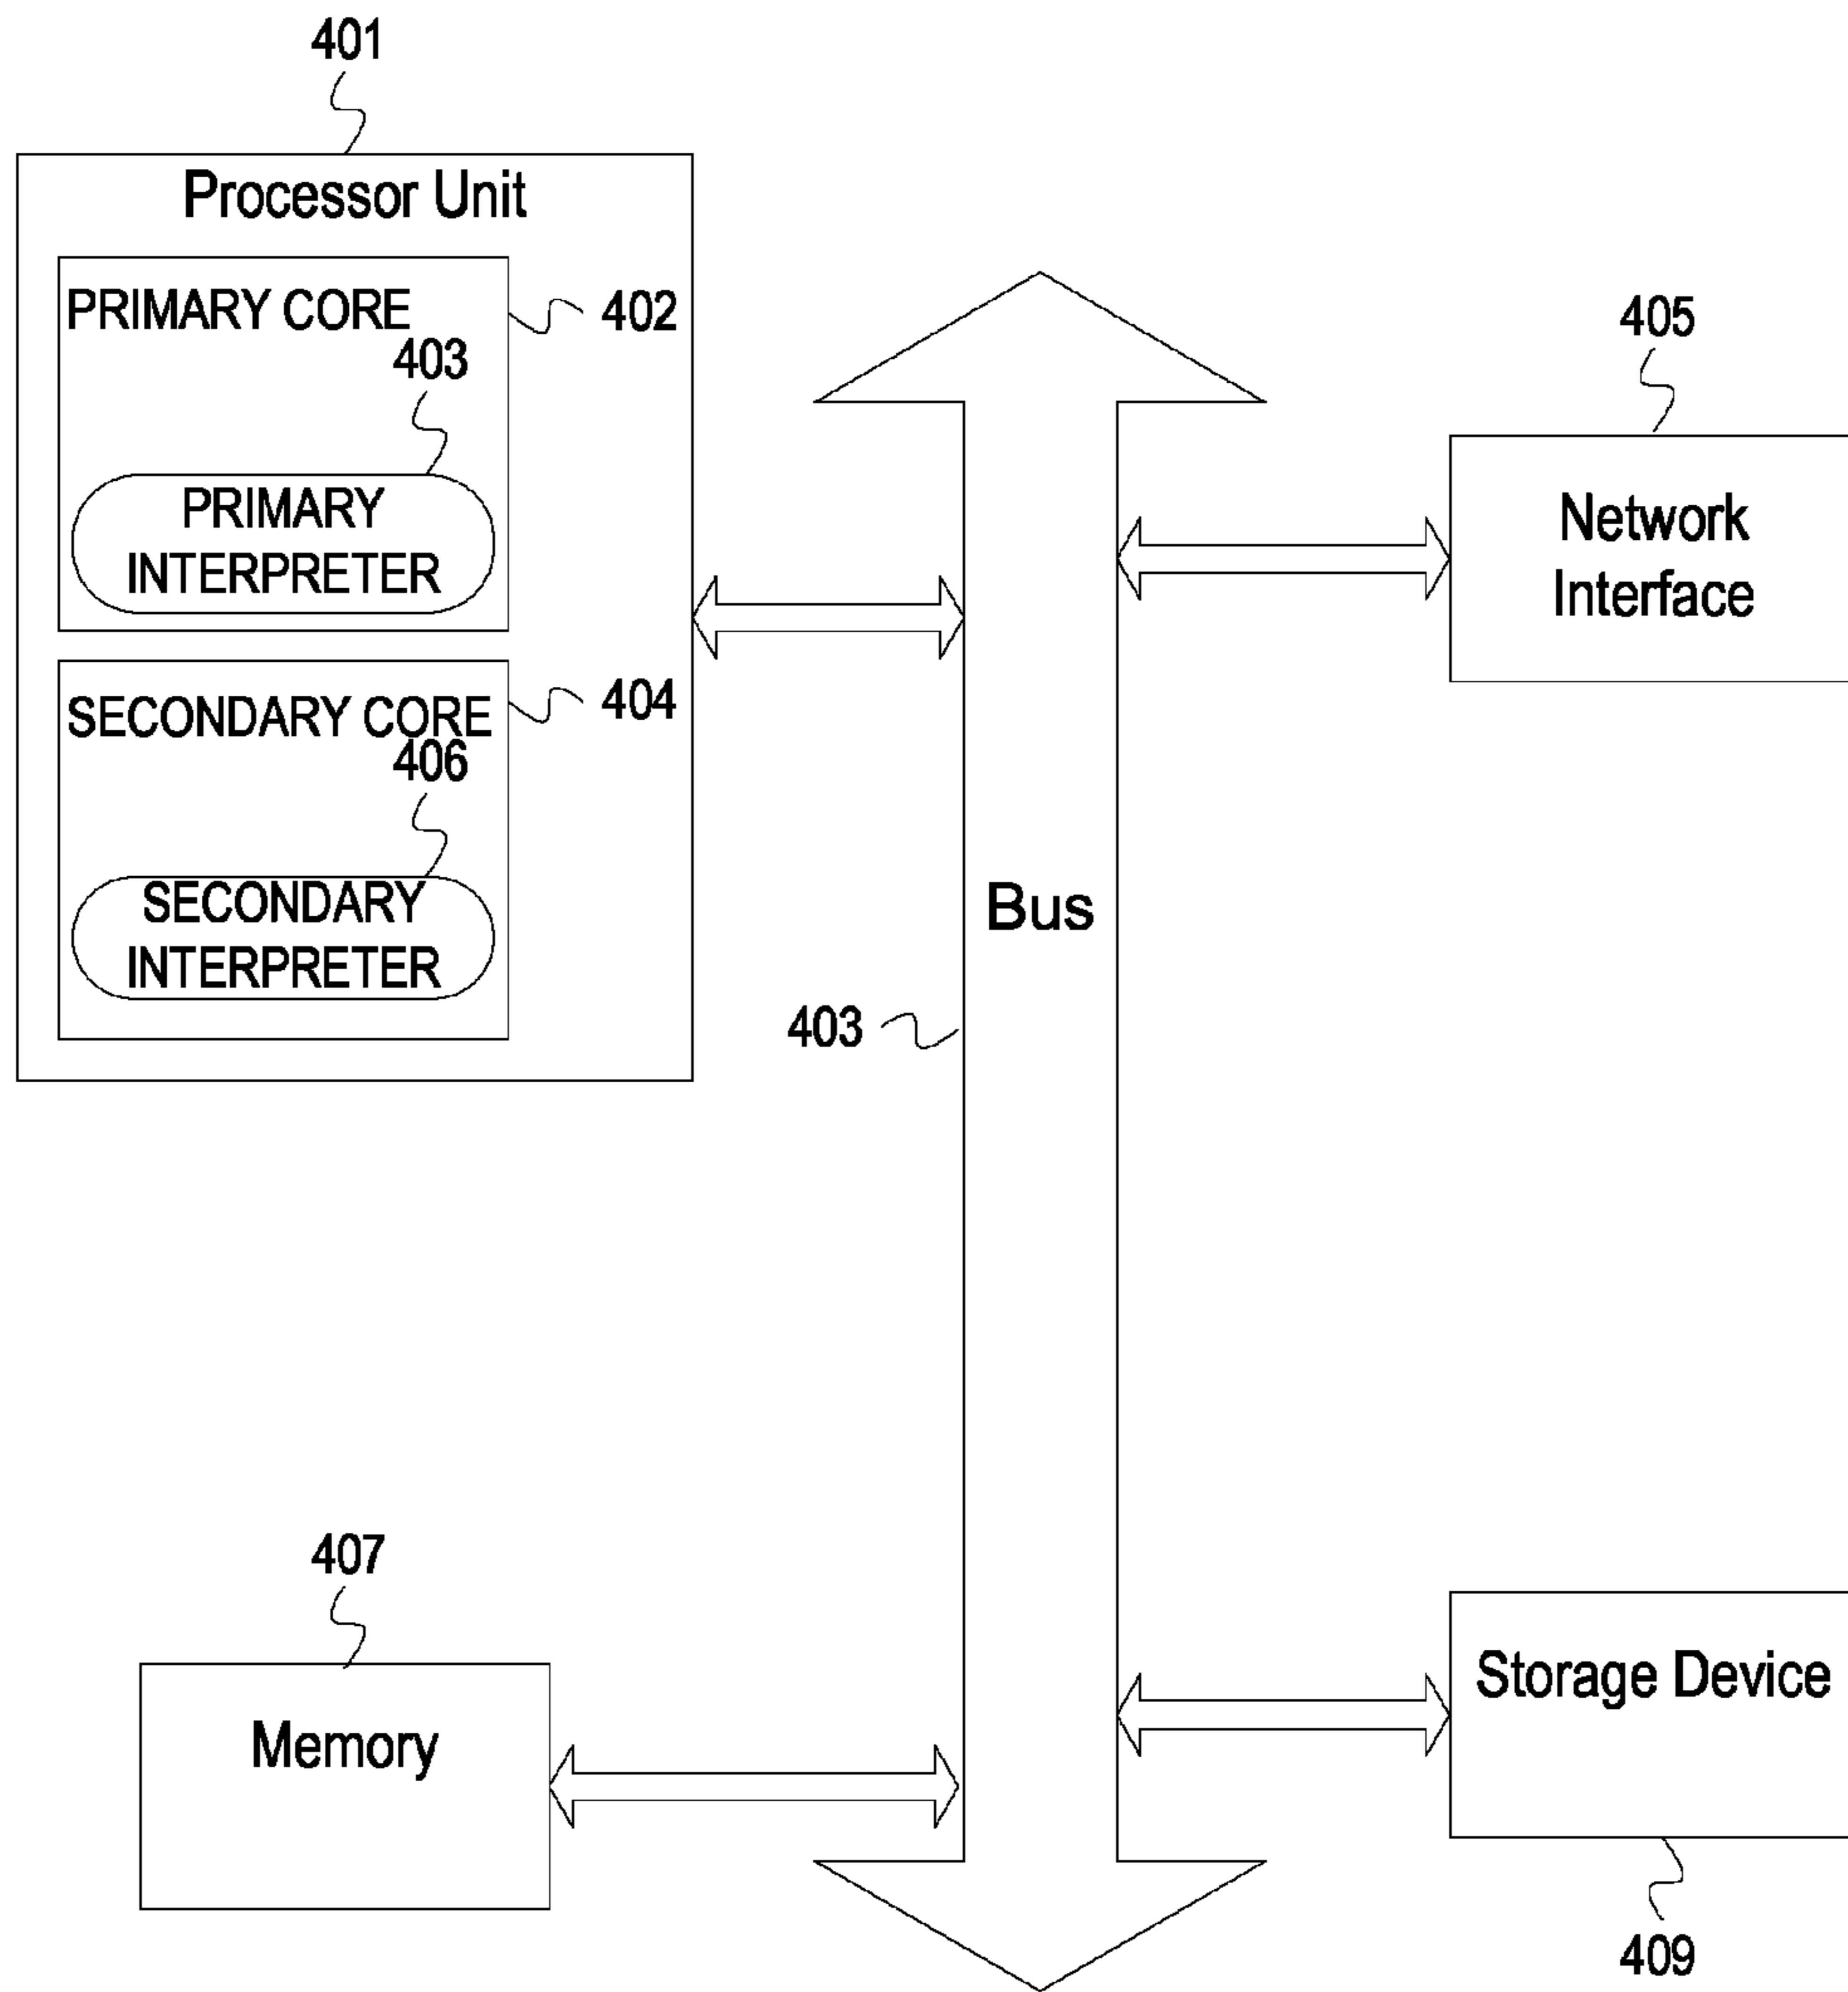 401
Processor Unit
PRIMARY CORE
402
403
PRIMARY
INTERPRETER
SECONDARY CORE
404
406
SECONDARY
INTERPRETER
Bus
403
405
Network
Interface
407
Memory
Storage Device
409